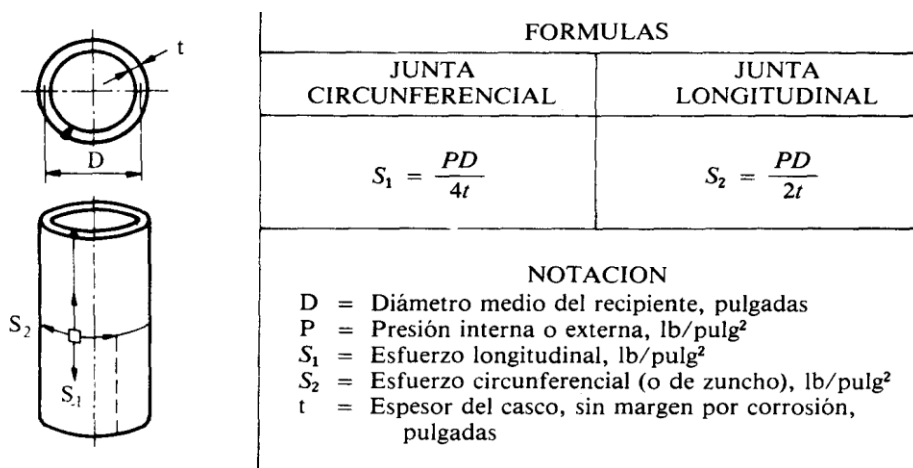 t
D
S₂
S₁
FORMULAS
JUNTA
CIRCUNFERENCIAL
JUNTA
LONGITUDINAL
S₁ = PD/4t
S₂ = PD/2t
NOTACION
D = Diámetro medio del recipiente, pulgadas
P = Presión interna o externa, lb/pulg²
S₁ = Esfuerzo longitudinal, lb/pulg²
S₂ = Esfuerzo circunferencial (o de zuncho), lb/pulg²
t = Espesor del casco, sin margen por corrosión,
pulgadas